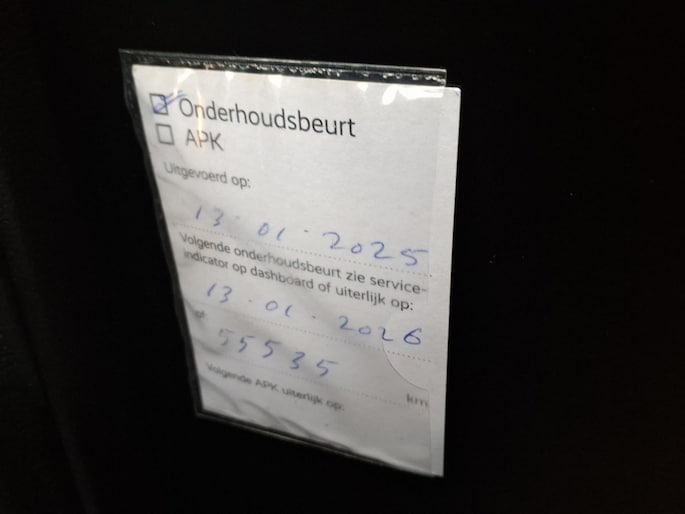 Onderhoudsbeurt
APK
Uitgevoerd op:
13 · 01 · 2025
Volgende onderhoudsbeurt zie service-
indicator op dashboard of uiterlijk op:
13 · 01 · 2026
of:
55535 km
Volgende APK uiterlijk op: